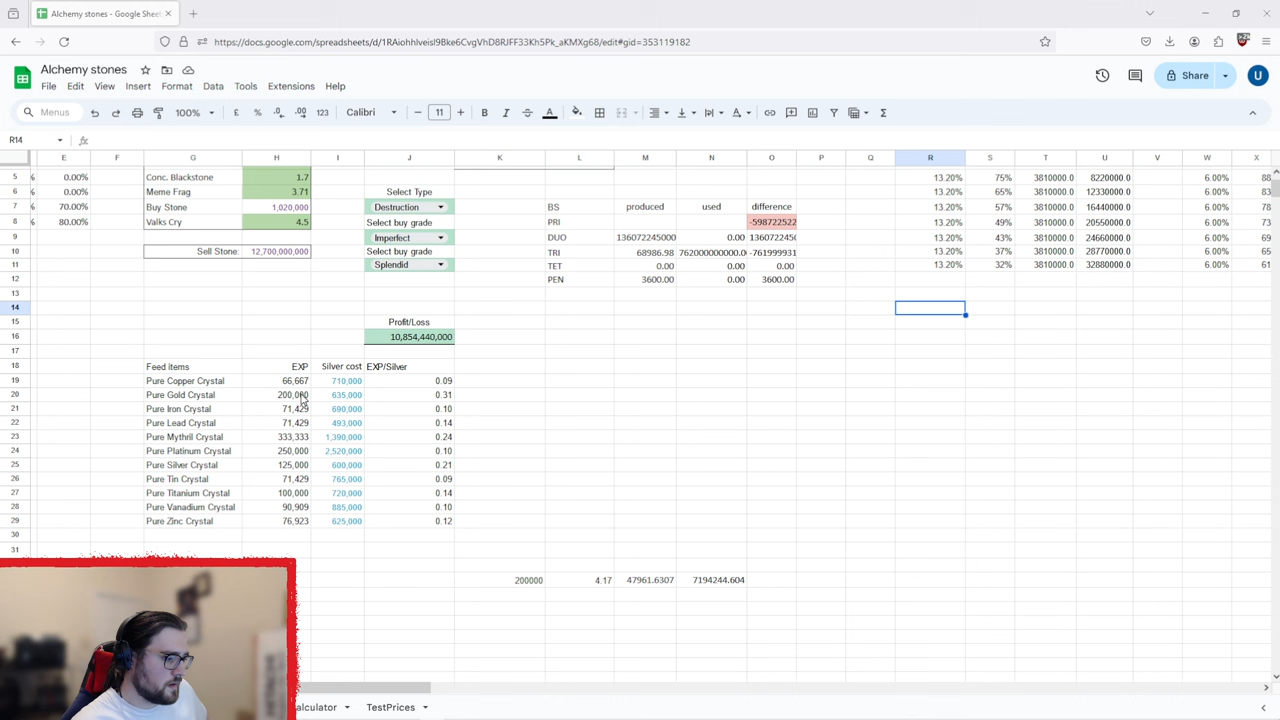 Alchemy stones - Google Sheet
https://docs.google.com/spreadsheets/d/1RAiohhlveisl9Bke6CvgVhD8RJFF33Kh5Pk_aKMXg68/edit#gid=353119182
Alchemy stones
File Edit View Insert Format Data Tools Extensions Help
Share
U
Menus 100% £ % .0 .00 123 Calibri 11 B I A
R14 fx
E F G H I J K L M N O P Q R S T U V W X
5 % 0.00% Conc. Blackstone 1.7 13.20% 75% 3810000.0 8220000.0 6.00% 88
6 % 0.00% Meme Frag 3.71 Select Type 13.20% 65% 3810000.0 12330000.0 6.00% 83
7 % 70.00% Buy Stone 1,020,000 Destruction BS produced used difference 13.20% 57% 3810000.0 16440000.0 6.00% 78
8 % 80.00% Valks Cry 4.5 Select buy grade PRI -598722522 13.20% 49% 3810000.0 20550000.0 6.00% 73
9 Imperfect DUO 136072245000 0.00 1360722450 13.20% 43% 3810000.0 24660000.0 6.00% 69
10 Sell Stone: 12,700,000,000 Select buy grade TRI 68986.98 762000000000.0 -761999931 13.20% 37% 3810000.0 28770000.0 6.00% 65
11 Splendid TET 0.00 0.00 0.00 13.20% 32% 3810000.0 32880000.0 6.00% 61
12 PEN 3600.00 0.00 3600.00
13
14
15 Profit/Loss
16 10,854,440,000
17
18 Feed items EXP Silver cost EXP/Silver
19 Pure Copper Crystal 66,667 710,000 0.09
20 Pure Gold Crystal 200,000 635,000 0.31
21 Pure Iron Crystal 71,429 690,000 0.10
22 Pure Lead Crystal 71,429 493,000 0.14
23 Pure Mythril Crystal 333,333 1,390,000 0.24
24 Pure Platinum Crystal 250,000 2,520,000 0.10
25 Pure Silver Crystal 125,000 600,000 0.21
26 Pure Tin Crystal 71,429 765,000 0.09
27 Pure Titanium Crystal 100,000 720,000 0.14
28 Pure Vanadium Crystal 90,909 885,000 0.10
29 Pure Zinc Crystal 76,923 625,000 0.12
30
31
200000 4.17 47961.6307 7194244.604
alculator TestPrices